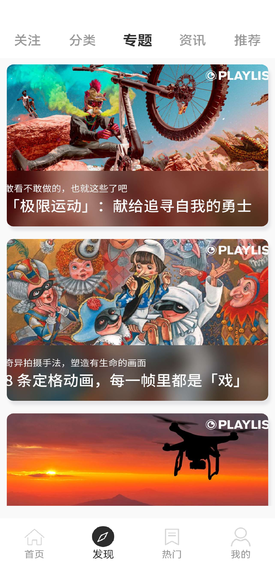 关注 分类 专题 资讯 推荐
PLAYLIS
敢看不敢做的，也就这些了吧
「极限运动」：献给追寻自我的勇士
PLAYLIS
奇异拍摄手法，塑造有生命的画面
8 条定格动画，每一帧里都是「戏」
PLAYLIS
首页 发现 热门 我的